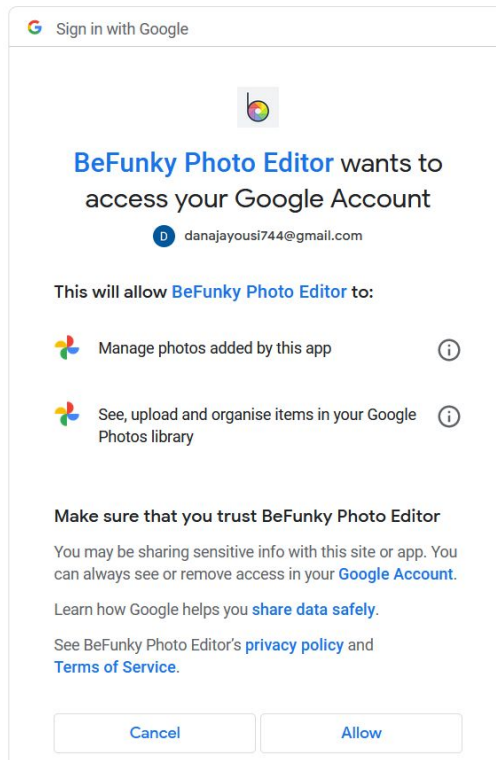 Sign in with Google
BeFunky Photo Editor wants to
access your Google Account
D danajayousi744@gmail.com
This will allow BeFunky Photo Editor to:
Manage photos added by this app
See, upload and organise items in your Google
Photos library
Make sure that you trust BeFunky Photo Editor
You may be sharing sensitive info with this site or app. You
can always see or remove access in your Google Account.
Learn how Google helps you share data safely.
See BeFunky Photo Editor's privacy policy and
Terms of Service.
Cancel Allow